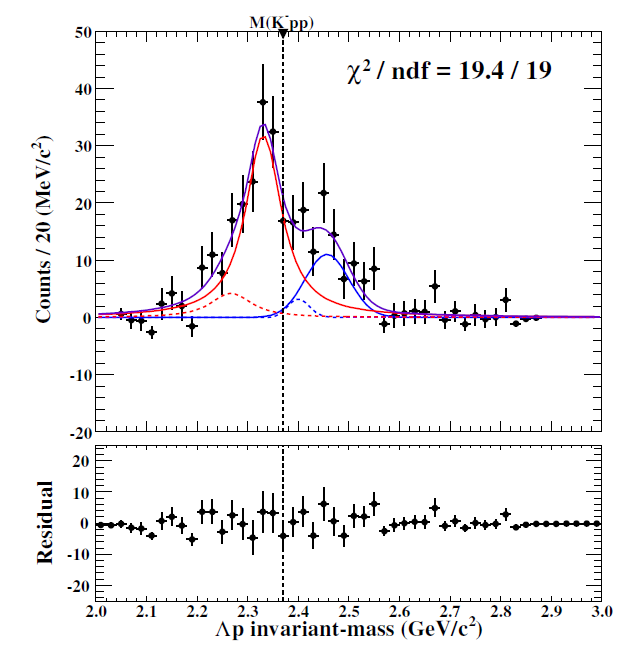 M(K⁻pp)
χ² / ndf = 19.4 / 19
Counts / 20 (MeV/c²)
50
40
30
20
10
0
-10
-20
Residual
20
10
0
-10
-20
2.0 2.1 2.2 2.3 2.4 2.5 2.6 2.7 2.8 2.9 3.0
Λp invariant-mass (GeV/c²)